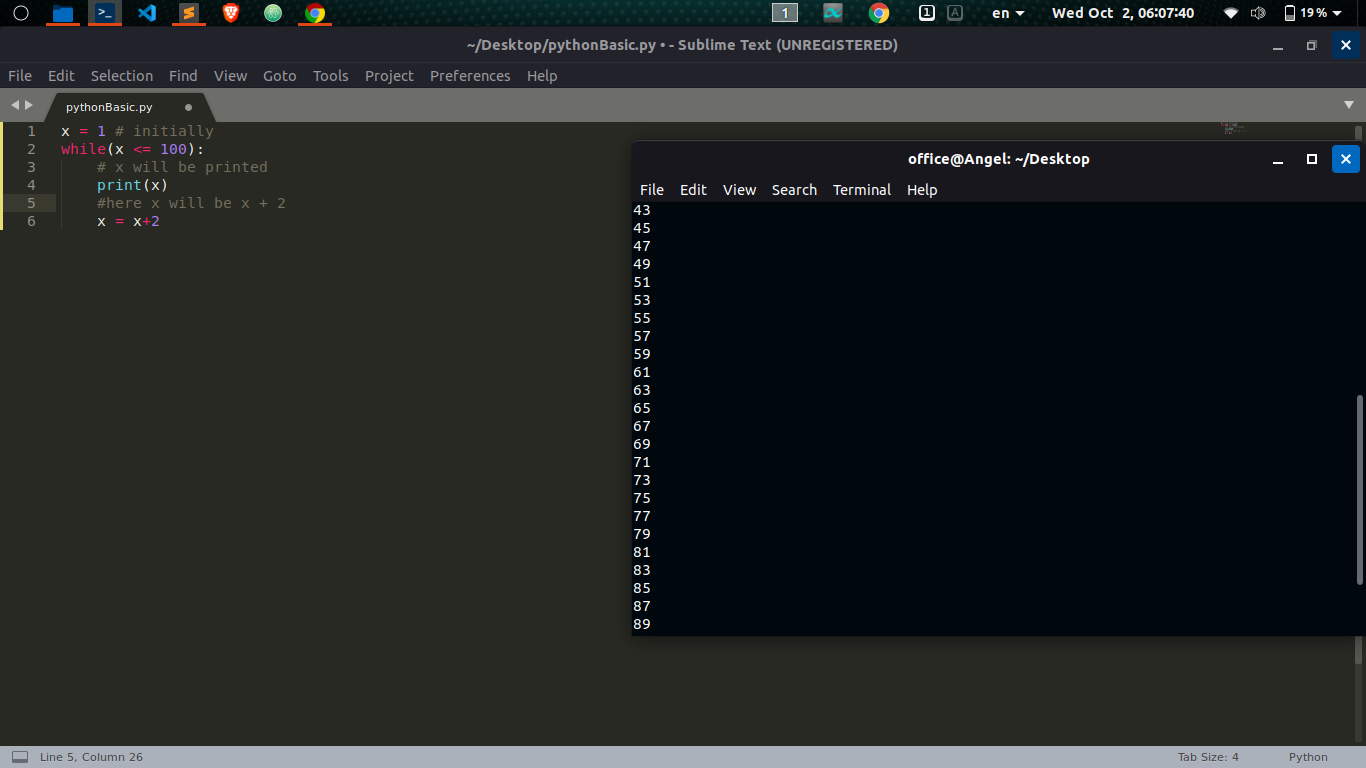 1 A en Wed Oct 2, 06:07:40 19%
~/Desktop/pythonBasic.py • - Sublime Text (UNREGISTERED)
File Edit Selection Find View Goto Tools Project Preferences Help
pythonBasic.py
1 x = 1 # initially
2 while(x <= 100):
3     # x will be printed
4     print(x)
5     #here x will be x + 2
6     x = x+2
office@Angel: ~/Desktop
File Edit View Search Terminal Help
43
45
47
49
51
53
55
57
59
61
63
65
67
69
71
73
75
77
79
81
83
85
87
89
Line 5, Column 26 Tab Size: 4 Python